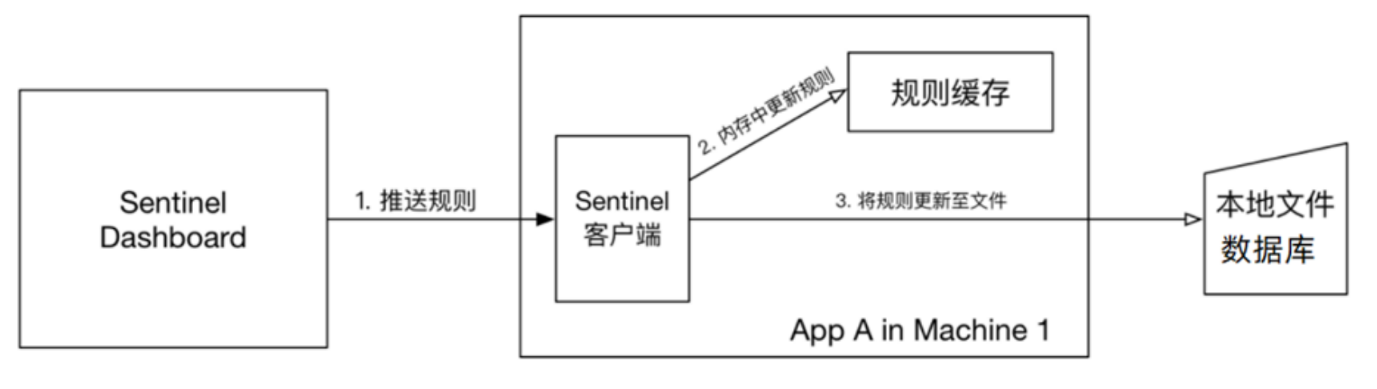 Sentinel
Dashboard
1. 推送规则
Sentinel
客户端
2. 内存中更新规则
规则缓存
3. 将规则更新至文件
本地文件
数据库
App A in Machine 1